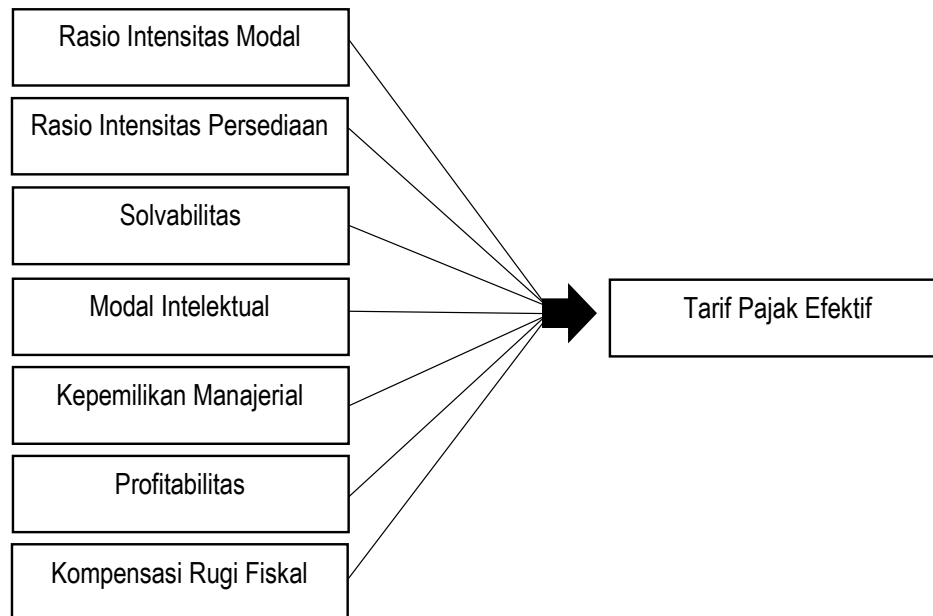 Rasio Intensitas Modal
Rasio Intensitas Persediaan
Solvabilitas
Modal Intelektual
Kepemilikan Manajerial
Profitabilitas
Kompensasi Rugi Fiskal
Tarif Pajak Efektif